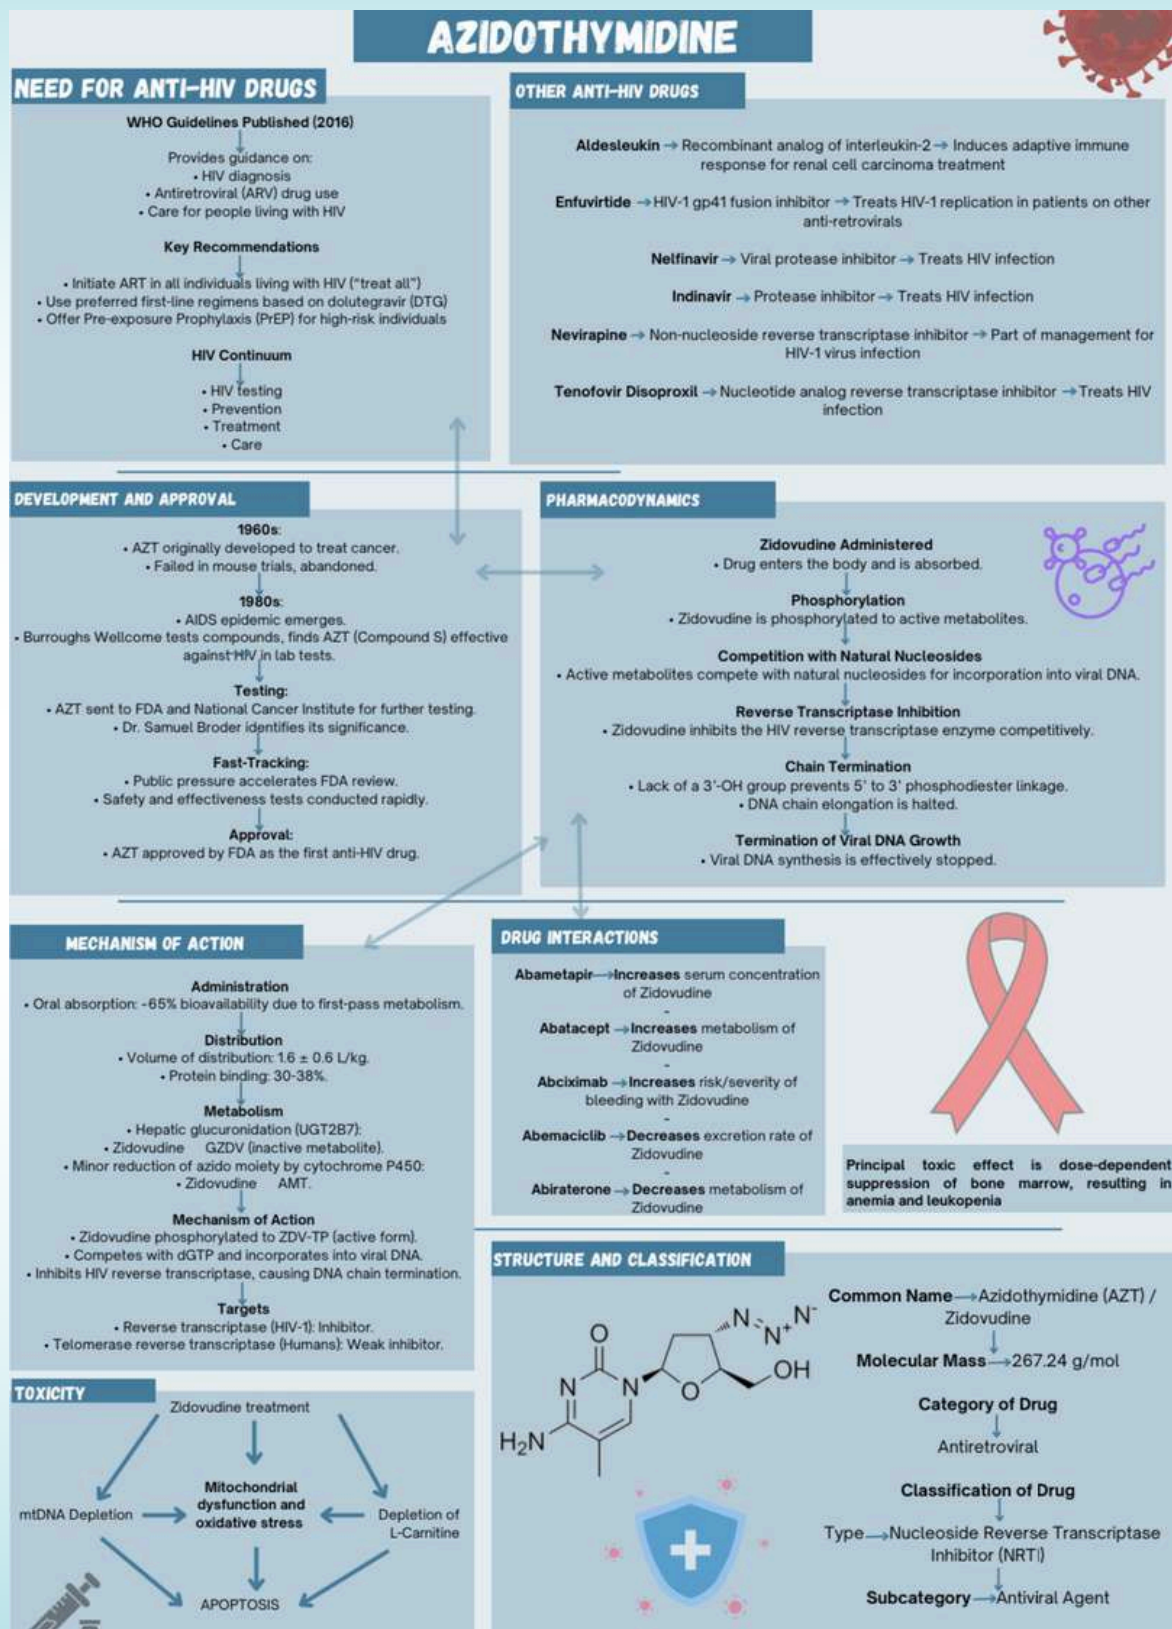 AZIDOTHYMIDINE
NEED FOR ANTI-HIV DRUGS
WHO Guidelines Published (2016)
Provides guidance on:
• HIV diagnosis
• Antiretroviral (ARV) drug use
• Care for people living with HIV
Key Recommendations
• Initiate ART in all individuals living with HIV ("treat all")
• Use preferred first-line regimens based on dolutegravir (DTG)
• Offer Pre-exposure Prophylaxis (PrEP) for high-risk individuals
HIV Continuum
• HIV testing
• Prevention
• Treatment
• Care
OTHER ANTI-HIV DRUGS
Aldesleukin → Recombinant analog of interleukin-2 → Induces adaptive immune
response for renal cell carcinoma treatment
Enfuvirtide → HIV-1 gp41 fusion inhibitor → Treats HIV-1 replication in patients on other
anti-retrovirals
Nelfinavir → Viral protease inhibitor → Treats HIV infection
Indinavir → Protease inhibitor → Treats HIV infection
Nevirapine → Non-nucleoside reverse transcriptase inhibitor → Part of management for
HIV-1 virus infection
Tenofovir Disoproxil → Nucleotide analog reverse transcriptase inhibitor → Treats HIV
infection
DEVELOPMENT AND APPROVAL
1960s:
• AZT originally developed to treat cancer.
• Failed in mouse trials, abandoned.
1980s:
• AIDS epidemic emerges.
• Burroughs Wellcome tests compounds, finds AZT (Compound S) effective
against HIV in lab tests.
Testing:
• AZT sent to FDA and National Cancer Institute for further testing.
• Dr. Samuel Broder identifies its significance.
Fast-Tracking:
• Public pressure accelerates FDA review.
• Safety and effectiveness tests conducted rapidly.
Approval:
• AZT approved by FDA as the first anti-HIV drug.
PHARMACODYNAMICS
Zidovudine Administered
• Drug enters the body and is absorbed.
Phosphorylation
• Zidovudine is phosphorylated to active metabolites.
Competition with Natural Nucleosides
• Active metabolites compete with natural nucleosides for incorporation into viral DNA.
Reverse Transcriptase Inhibition
• Zidovudine inhibits the HIV reverse transcriptase enzyme competitively.
Chain Termination
• Lack of a 3'-OH group prevents 5' to 3' phosphodiester linkage.
• DNA chain elongation is halted.
Termination of Viral DNA Growth
• Viral DNA synthesis is effectively stopped.
MECHANISM OF ACTION
Administration
• Oral absorption: ~65% bioavailability due to first-pass metabolism.
Distribution
• Volume of distribution: 1.6 ± 0.6 L/kg.
• Protein binding: 30-38%.
Metabolism
• Hepatic glucuronidation (UGT2B7):
• Zidovudine GZDV (inactive metabolite).
• Minor reduction of azido moiety by cytochrome P450:
• Zidovudine AMT.
Mechanism of Action
• Zidovudine phosphorylated to ZDV-TP (active form).
• Competes with dGTP and incorporates into viral DNA.
• Inhibits HIV reverse transcriptase, causing DNA chain termination.
Targets
• Reverse transcriptase (HIV-1): Inhibitor.
• Telomerase reverse transcriptase (Humans): Weak inhibitor.
DRUG INTERACTIONS
Abametapir → Increases serum concentration
of Zidovudine
-
Abatacept → Increases metabolism of
Zidovudine
-
Abciximab → Increases risk/severity of
bleeding with Zidovudine
-
Abemaciclib → Decreases excretion rate of
Zidovudine
-
Abiraterone → Decreases metabolism of
Zidovudine
Principal toxic effect is dose-dependent
suppression of bone marrow, resulting in
anemia and leukopenia
TOXICITY
Zidovudine treatment
mtDNA Depletion
Mitochondrial
dysfunction and
oxidative stress
Depletion of
L-Carnitine
APOPTOSIS
STRUCTURE AND CLASSIFICATION
O
N
N
H₂N
O
N
N⁺
N⁻
OH
Common Name → Azidothymidine (AZT) /
Zidovudine
Molecular Mass → 267.24 g/mol
Category of Drug
Antiretroviral
Classification of Drug
Type → Nucleoside Reverse Transcriptase
Inhibitor (NRTI)
Subcategory → Antiviral Agent